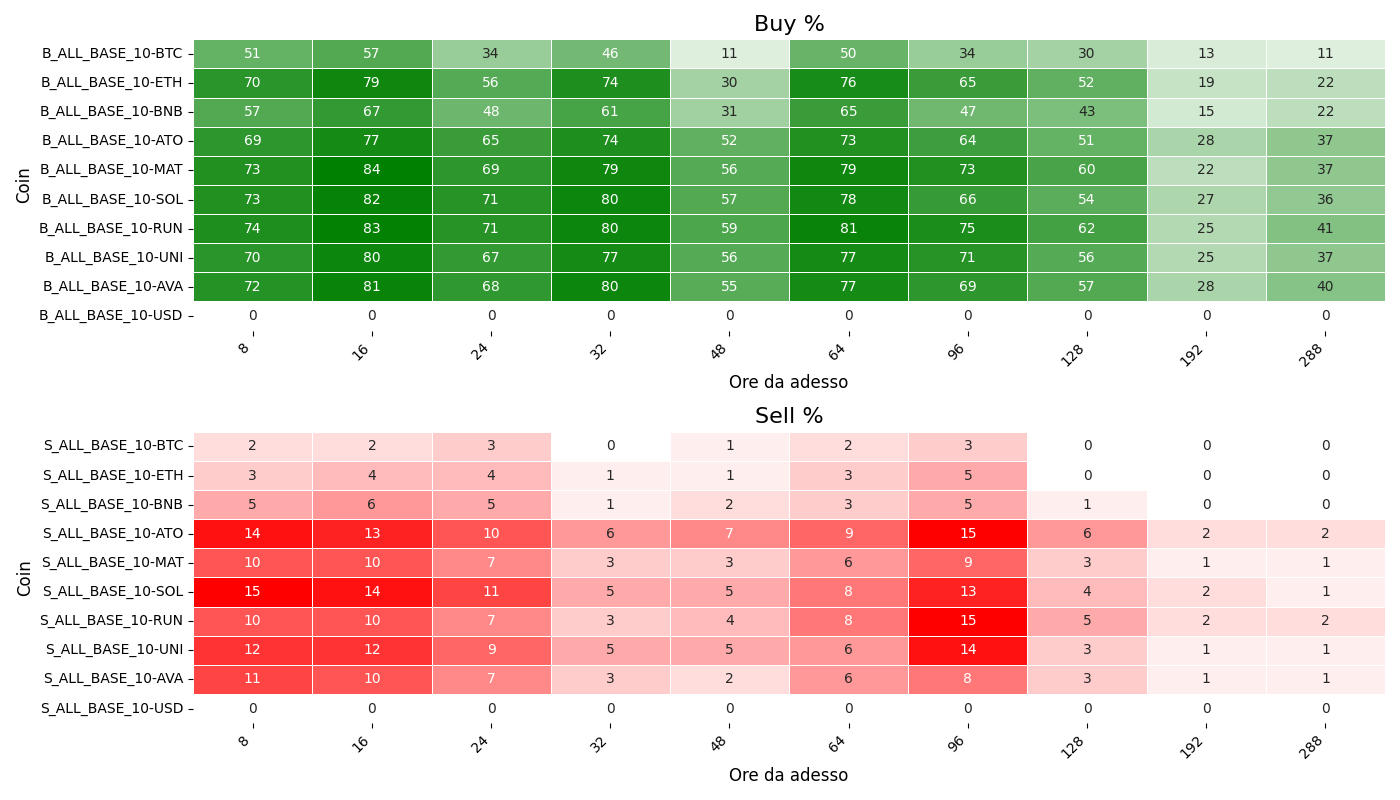 Buy %
Coin
B_ALL_BASE_10-BTC 51 57 34 46 11 50 34 30 13 11
B_ALL_BASE_10-ETH 70 79 56 74 30 76 65 52 19 22
B_ALL_BASE_10-BNB 57 67 48 61 31 65 47 43 15 22
B_ALL_BASE_10-ATO 69 77 65 74 52 73 64 51 28 37
B_ALL_BASE_10-MAT 73 84 69 79 56 79 73 60 22 37
B_ALL_BASE_10-SOL 73 82 71 80 57 78 66 54 27 36
B_ALL_BASE_10-RUN 74 83 71 80 59 81 75 62 25 41
B_ALL_BASE_10-UNI 70 80 67 77 56 77 71 56 25 37
B_ALL_BASE_10-AVA 72 81 68 80 55 77 69 57 28 40
B_ALL_BASE_10-USD 0 0 0 0 0 0 0 0 0 0
8 16 24 32 48 64 96 128 192 288
Ore da adesso
Sell %
Coin
S_ALL_BASE_10-BTC 2 2 3 0 1 2 3 0 0 0
S_ALL_BASE_10-ETH 3 4 4 1 1 3 5 0 0 0
S_ALL_BASE_10-BNB 5 6 5 1 2 3 5 1 0 0
S_ALL_BASE_10-ATO 14 13 10 6 7 9 15 6 2 2
S_ALL_BASE_10-MAT 10 10 7 3 3 6 9 3 1 1
S_ALL_BASE_10-SOL 15 14 11 5 5 8 13 4 2 1
S_ALL_BASE_10-RUN 10 10 7 3 4 8 15 5 2 2
S_ALL_BASE_10-UNI 12 12 9 5 5 6 14 3 1 1
S_ALL_BASE_10-AVA 11 10 7 3 2 6 8 3 1 1
S_ALL_BASE_10-USD 0 0 0 0 0 0 0 0 0 0
8 16 24 32 48 64 96 128 192 288
Ore da adesso